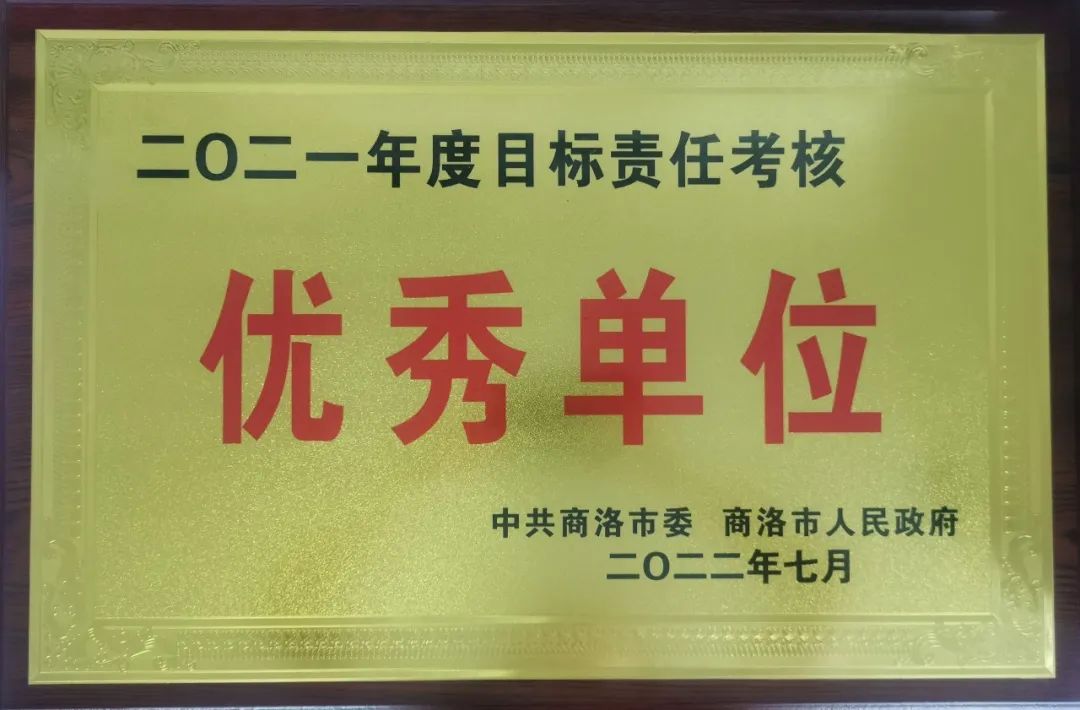 二〇二一年度目标责任考核
优秀单位
中共商洛市委 商洛市人民政府
二〇二二年七月